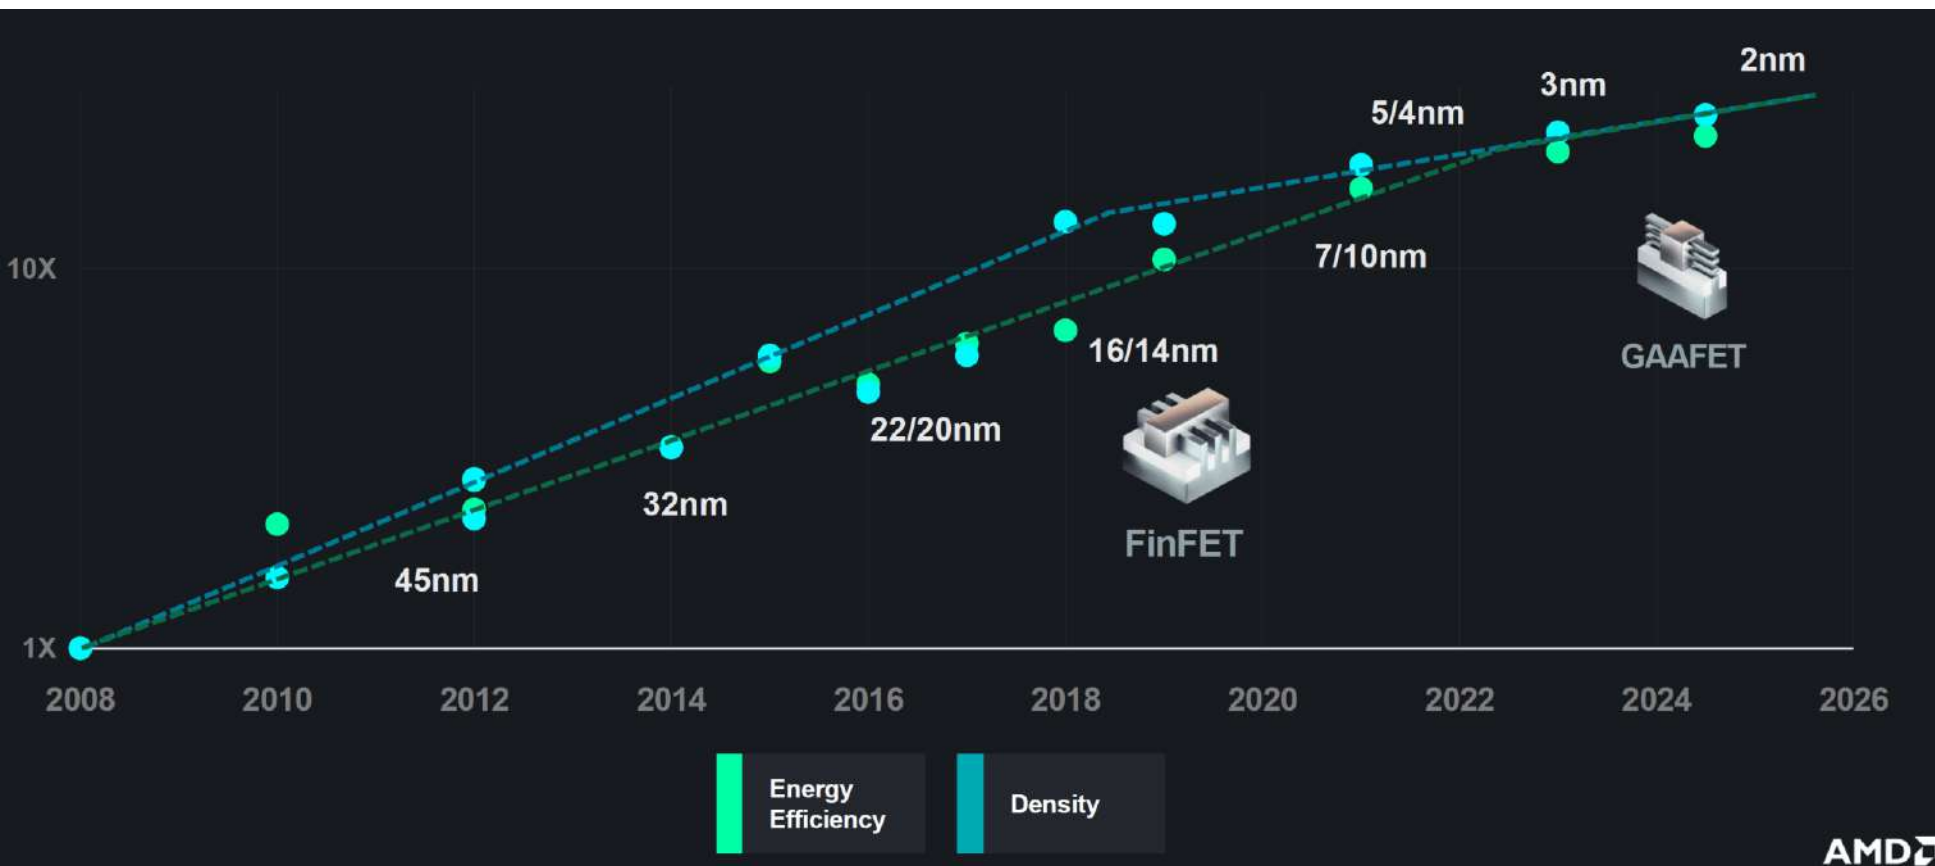 2nm
3nm
5/4nm
10X
7/10nm
16/14nm
GAAFET
22/20nm
32nm
FinFET
45nm
1X
2008 2010 2012 2014 2016 2018 2020 2022 2024 2026
Energy
Efficiency
Density
AMD